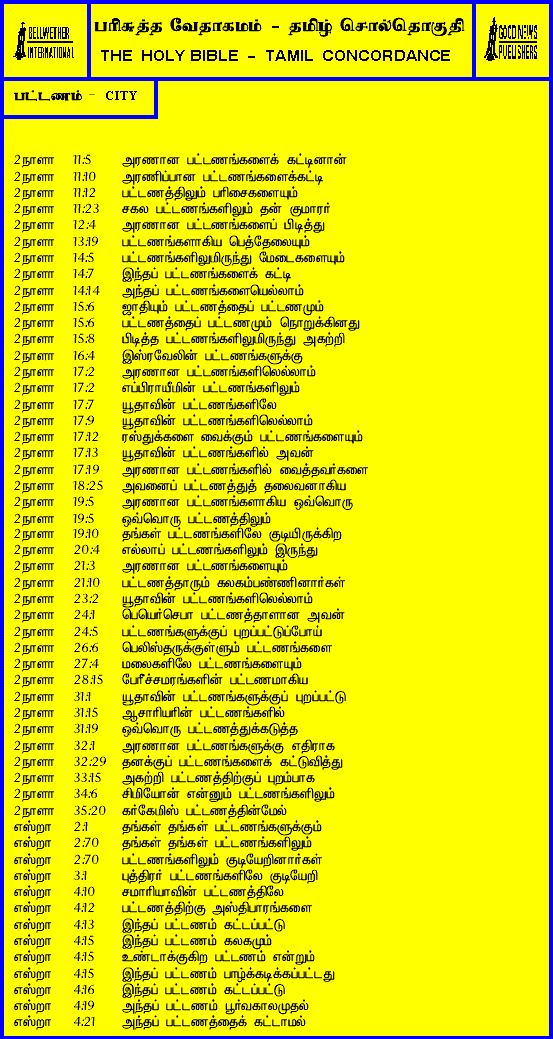 BELLWETHER
INTERNATIONAL
பரிசுத்த வேதாகமம் - தமிழ் சொல்தொகுதி
THE HOLY BIBLE - TAMIL CONCORDANCE
GOOD NEWS
PUBLISHERS
பட்டணம் - CITY
2நாளா 11:5 அரணான பட்டணங்களைக் கட்டினான்
2நாளா 11:10 அரணிப்பான பட்டணங்களைக்கட்டி
2நாளா 11:12 பட்டணத்திலும் பரிசைகளையும்
2நாளா 11:23 சகல பட்டணங்களிலும் தன் குமாரர்
2நாளா 12:4 அரணான பட்டணங்களைப் பிடித்து
2நாளா 13:19 பட்டணங்களாகிய பெத்தேலையும்
2நாளா 14:5 பட்டணங்களிலுமிருந்து மேடைகளையும்
2நாளா 14:7 இந்தப் பட்டணங்களைக் கட்டி
2நாளா 14:14 அந்தப் பட்டணங்களையெல்லாம்
2நாளா 15:6 ஜாதியும் பட்டணத்தைப் பட்டணமும்
2நாளா 15:6 பட்டணத்தைப் பட்டணமும் நொறுக்கினது
2நாளா 15:8 பிடித்த பட்டணங்களிலுமிருந்து அகற்றி
2நாளா 16:4 இஸ்ரவேலின் பட்டணங்களுக்கு
2நாளா 17:2 அரணான பட்டணங்களிலெல்லாம்
2நாளா 17:2 எப்பிராயீமின் பட்டணங்களிலும்
2நாளா 17:7 யூதாவின் பட்டணங்களிலே
2நாளா 17:9 யூதாவின் பட்டணங்களிலெல்லாம்
2நாளா 17:12 ரஸ்துக்களை வைக்கும் பட்டணங்களையும்
2நாளா 17:13 யூதாவின் பட்டணங்களில் அவன்
2நாளா 17:19 அரணான பட்டணங்களில் வைத்தவர்களை
2நாளா 18:25 அவனைப் பட்டணத்துத் தலைவனாகிய
2நாளா 19:5 அரணான பட்டணங்களாகிய ஒவ்வொரு
2நாளா 19:5 ஒவ்வொரு பட்டணத்திலும்
2நாளா 19:10 தங்கள் பட்டணங்களிலே குடியிருக்கிற
2நாளா 20:4 எல்லாப் பட்டணங்களிலும் இருந்து
2நாளா 21:3 அரணான பட்டணங்களையும்
2நாளா 21:10 பட்டணத்தாரும் கலகம்பண்ணினார்கள்
2நாளா 23:2 யூதாவின் பட்டணங்களிலெல்லாம்
2நாளா 24:1 பெயெர்செபா பட்டணத்தாளான அவன்
2நாளா 24:5 பட்டணங்களுக்குப் புறப்பட்டுப்போய்
2நாளா 26:6 பெலிஸ்தருக்குள்ளும் பட்டணங்களை
2நாளா 27:4 மலைகளிலே பட்டணங்களையும்
2நாளா 28:15 பேரீச்சமரங்களின் பட்டணமாகிய
2நாளா 31:1 யூதாவின் பட்டணங்களுக்குப் புறப்பட்டு
2நாளா 31:15 ஆசாரியரின் பட்டணங்களில்
2நாளா 31:19 ஒவ்வொரு பட்டணத்துக்கடுத்த
2நாளா 32:1 அரணான பட்டணங்களுக்கு எதிராக
2நாளா 32:29 தனக்குப் பட்டணங்களைக் கட்டுவித்து
2நாளா 33:15 அகற்றி பட்டணத்திற்குப் புறம்பாக
2நாளா 34:6 சிமியோன் என்னும் பட்டணங்களிலும்
2நாளா 35:20 கர்கேமிஸ் பட்டணத்தின்மேல்
எஸ்றா 2:1 தங்கள் தங்கள் பட்டணங்களுக்கும்
எஸ்றா 2:70 தங்கள் தங்கள் பட்டணங்களிலும்
எஸ்றா 2:70 பட்டணங்களிலும் குடியேறினார்கள்
எஸ்றா 3:1 புத்திரர் பட்டணங்களிலே குடியேறி
எஸ்றா 4:10 சமாரியாவின் பட்டணத்திலே
எஸ்றா 4:12 பட்டணத்திற்கு அஸ்திபாரங்களை
எஸ்றா 4:13 இந்தப் பட்டணம் கட்டப்பட்டு
எஸ்றா 4:15 இந்தப் பட்டணம் கலகமும்
எஸ்றா 4:15 உண்டாக்குகிற பட்டணம் என்றும்
எஸ்றா 4:15 இந்தப் பட்டணம் பாழ்க்கடிக்கப்பட்டது
எஸ்றா 4:16 இந்தப் பட்டணம் கட்டப்பட்டு
எஸ்றா 4:19 அந்தப் பட்டணம் பூர்வகாலமுதல்
எஸ்றா 4:21 அந்தப் பட்டணத்தைக் கட்டாமல்